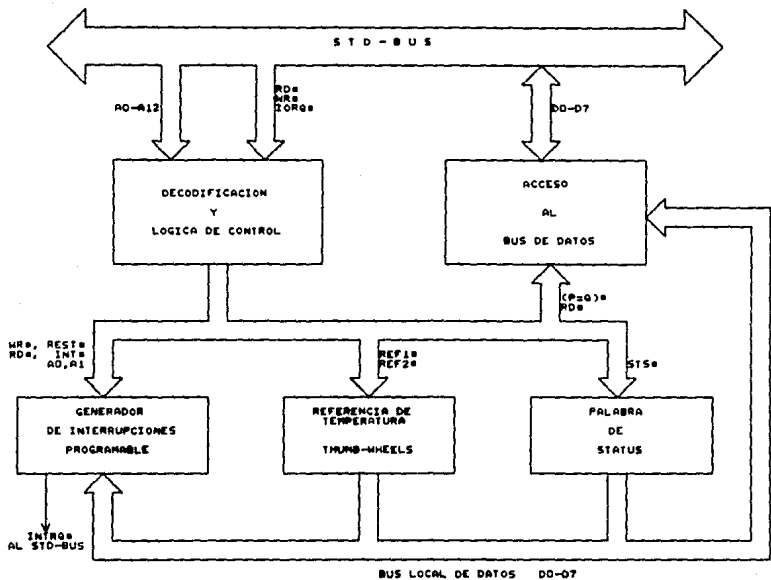 STD-BUS
A0-A12
RD*
WR*
IORQ*
D0-D7
DECODIFICACION
Y
LOGICA DE CONTROL
ACCESO
AL
BUS DE DATOS
(P=Q)*
RD*
WR*, REST*
RD*, INT*
A0,A1
REF1*
REF2*
STS*
GENERADOR
DE INTERRUPCIONES
PROGRAMABLE
REFERENCIA DE
TEMPERATURA
THUMB-WHEELS
PALABRA
DE
STATUS
INTRQ*
AL STD-BUS
BUS LOCAL DE DATOS D0-D7